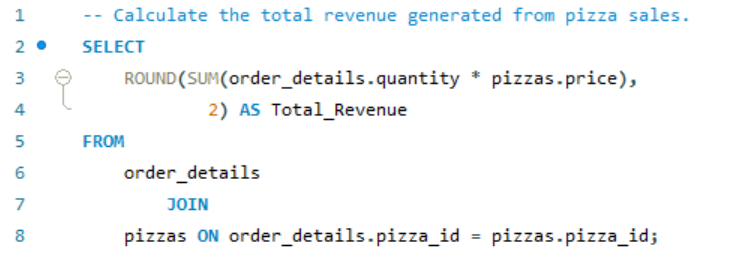 1 -- Calculate the total revenue generated from pizza sales.
2 SELECT
3 ROUND(SUM(order_details.quantity * pizzas.price),
4 2) AS Total_Revenue
5 FROM
6 order_details
7 JOIN
8 pizzas ON order_details.pizza_id = pizzas.pizza_id;